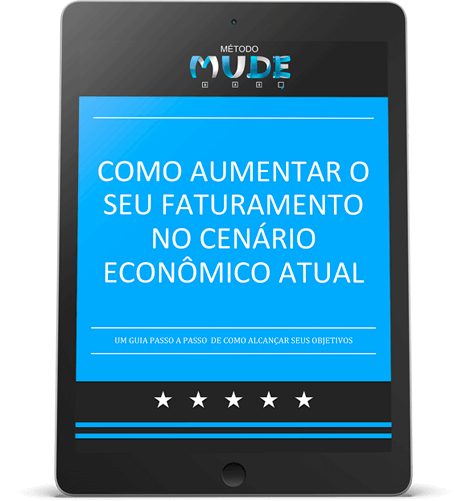 MÉTODO
MUDE
COMO AUMENTAR O
SEU FATURAMENTO
NO CENÁRIO
ECONÔMICO ATUAL
UM GUIA PASSO A PASSO DE COMO ALCANÇAR SEUS OBJETIVOS